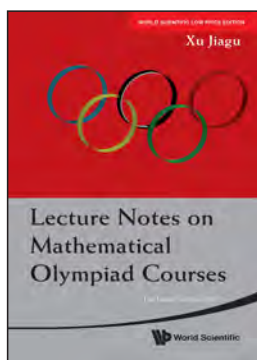 WORLD SCIENTIFIC LOW PRICE EDITION
Xu Jiagu
Lecture Notes on
Mathematical
Olympiad Courses
World Scientific